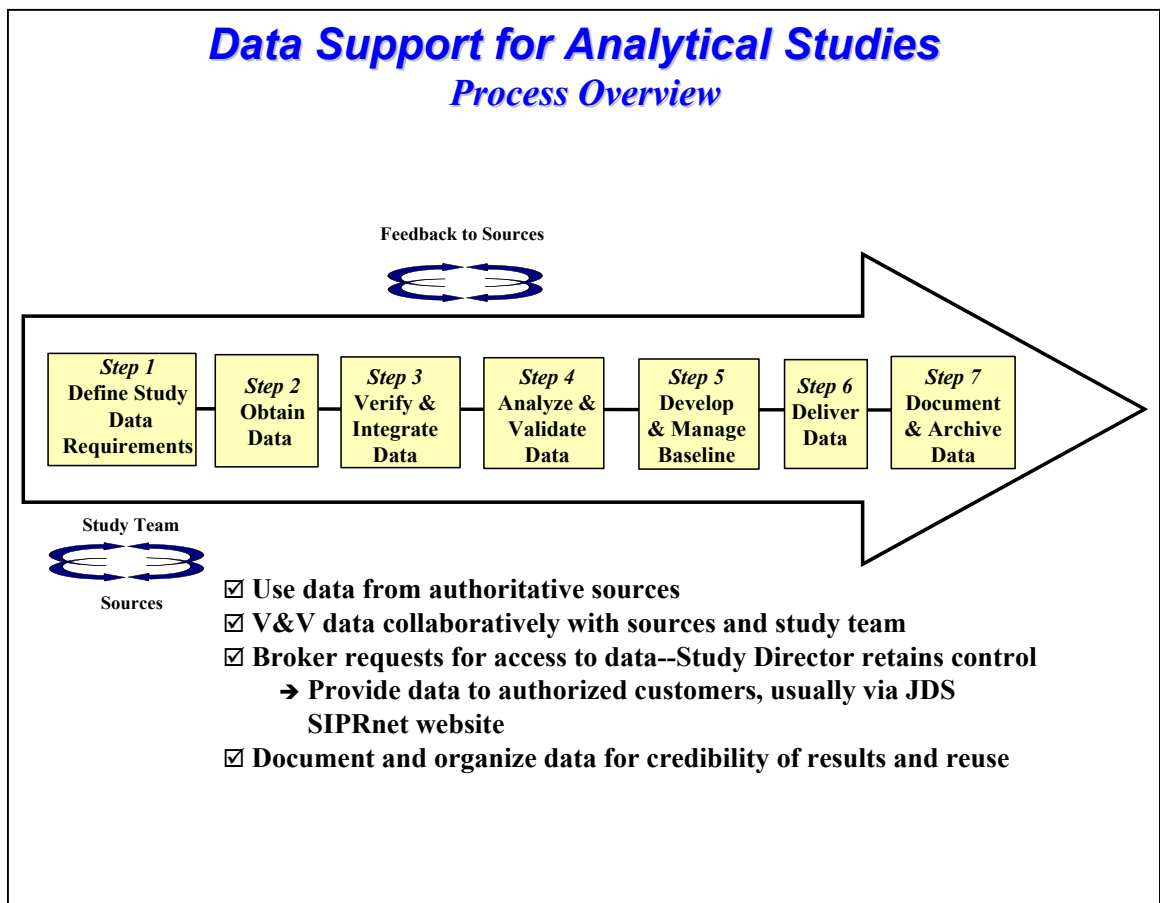 Data Support for Analytical Studies
Process Overview
Feedback to Sources
Step 1
Define Study
Data
Requirements
Step 2
Obtain
Data
Step 3
Verify &
Integrate
Data
Step 4
Analyze &
Validate
Data
Step 5
Develop
& Manage
Baseline
Step 6
Deliver
Data
Step 7
Document
& Archive
Data
Study Team
Sources
☑ Use data from authoritative sources
☑ V&V data collaboratively with sources and study team
☑ Broker requests for access to data--Study Director retains control
➔ Provide data to authorized customers, usually via JDS
SIPRnet website
☑ Document and organize data for credibility of results and reuse